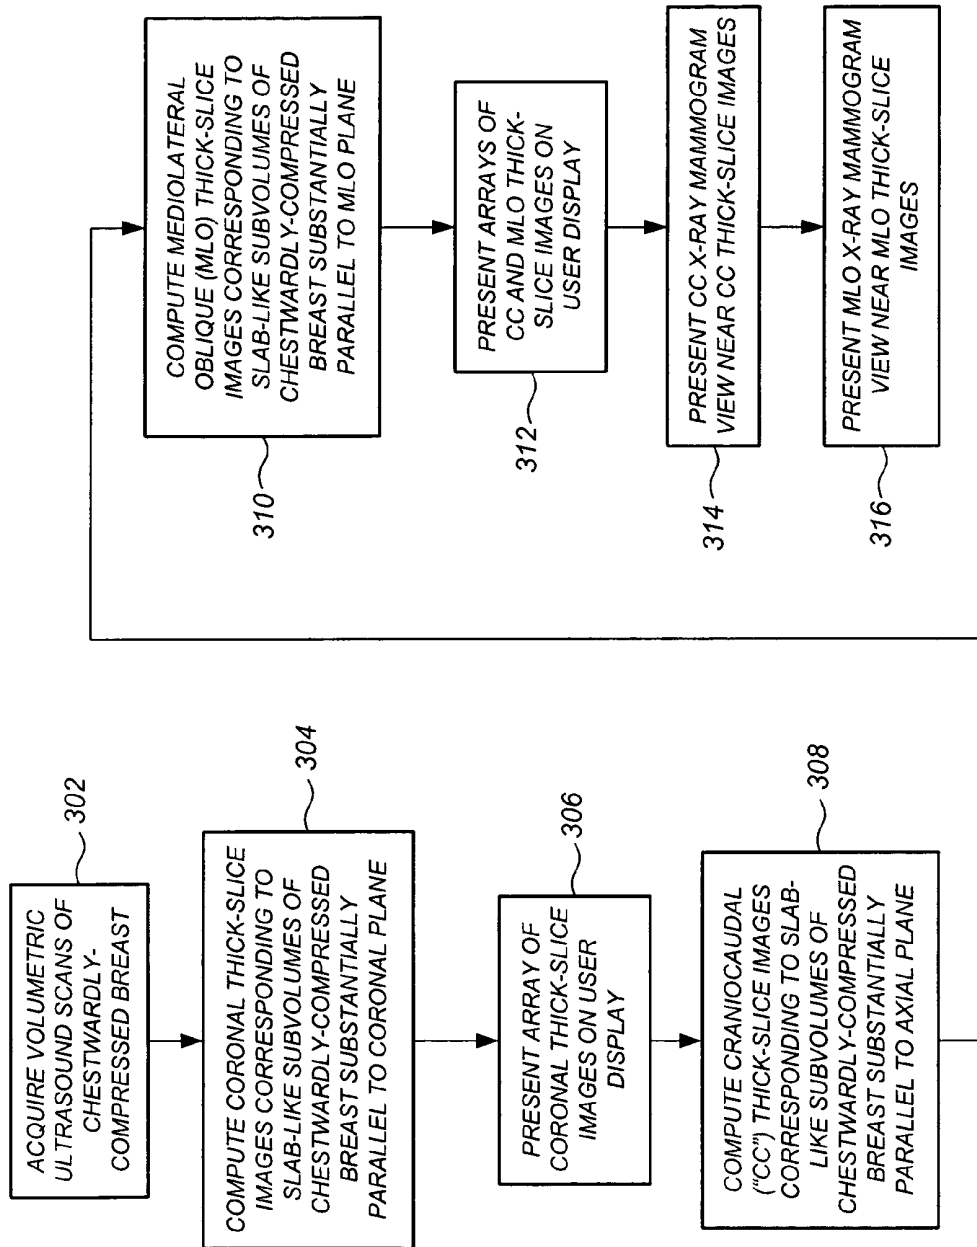 302
ACQUIRE VOLUMETRIC
ULTRASOUND SCANS OF
CHESTWARDLY-
COMPRESSED BREAST
304
COMPUTE CORONAL THICK-SLICE
IMAGES CORRESPONDING TO
SLAB-LIKE SUBVOLUMES OF
CHESTWARDLY-COMPRESSED
BREAST SUBSTANTIALLY
PARALLEL TO CORONAL PLANE
306
PRESENT ARRAY OF
CORONAL THICK-SLICE
IMAGES ON USER
DISPLAY
308
COMPUTE CRANIOCAUDAL
("CC") THICK-SLICE IMAGES
CORRESPONDING TO SLAB-
LIKE SUBVOLUMES OF
CHESTWARDLY-COMPRESSED
BREAST SUBSTANTIALLY
PARALLEL TO AXIAL PLANE
310
COMPUTE MEDIOLATERAL
OBLIQUE (MLO) THICK-SLICE
IMAGES CORRESPONDING TO
SLAB-LIKE SUBVOLUMES OF
CHESTWARDLY-COMPRESSED
BREAST SUBSTANTIALLY
PARALLEL TO MLO PLANE
312
PRESENT ARRAYS OF
CC AND MLO THICK-
SLICE IMAGES ON
USER DISPLAY
314
PRESENT CC X-RAY MAMMOGRAM
VIEW NEAR CC THICK-SLICE IMAGES
316
PRESENT MLO X-RAY MAMMOGRAM
VIEW NEAR MLO THICK-SLICE
IMAGES